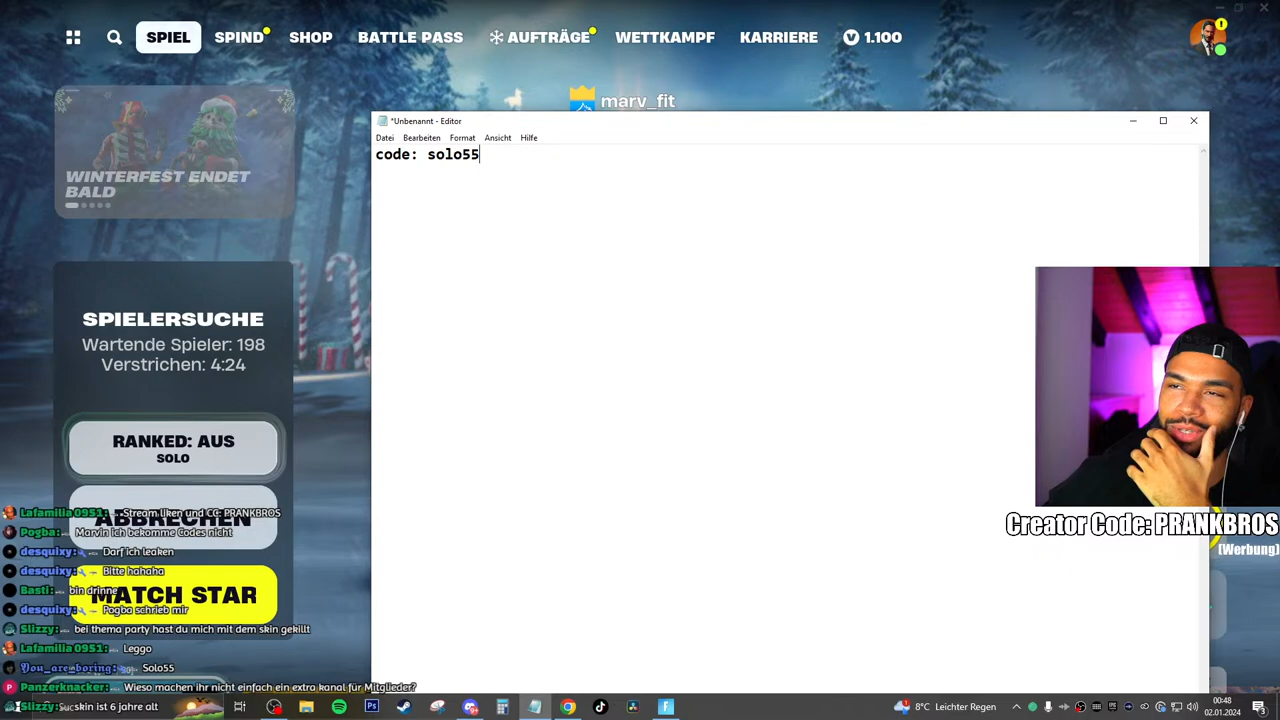 SPIEL
SPIND
SHOP
BATTLE PASS
AUFTRÄGE
WETTKAMPF
KARRIERE
1.100
marv_fit
WINTERFEST ENDET
BALD
*Unbenannt - Editor
Datei Bearbeiten Format Ansicht Hilfe
code: solo55
SPIELERSUCHE
Wartende Spieler: 198
Verstrichen: 4:24
RANKED: AUS
SOLO
ABBRECHEN
MATCH STAR
Lafamilia0951: Stream liken und CC: PRANKBROS
Pogba: Marvin ich bekomme Codes nicht
desquixy: Darf ich leaken
desquixy: Bitte hahaha
Basti: bin drinne
desquixy: Pogba schrieb mir
Slizzy: bei thema party hast du mich mit dem skin gekillt
Lafamilia0951: Leggo
You_are_boring: Solo55
Panzerknacker: Wieso machen ihr nicht einfach ein extra kanal für Mitglieder?
Slizzy: skin ist 6 jahre alt
Creator Code: PRANKBROS
(Werbung)
8°C Leichter Regen
00:48
02.01.2024